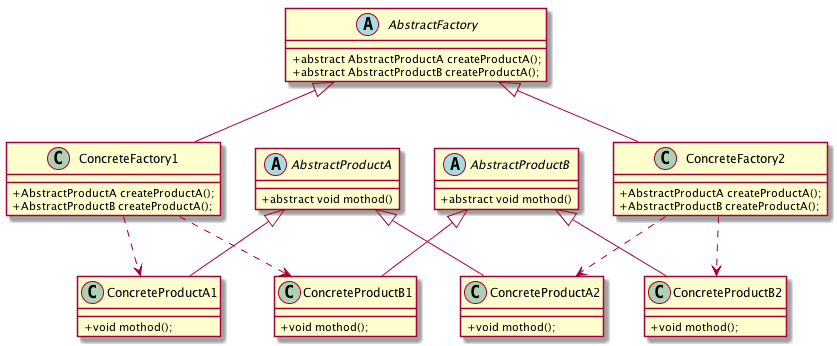 A AbstractFactory
+abstract AbstractProductA createProductA();
+abstract AbstractProductB createProductA();
C ConcreteFactory1
+AbstractProductA createProductA();
+AbstractProductB createProductA();
A AbstractProductA
+abstract void mothod()
A AbstractProductB
+abstract void mothod()
C ConcreteFactory2
+AbstractProductA createProductA();
+AbstractProductB createProductA();
C ConcreteProductA1
+void mothod();
C ConcreteProductB1
+void mothod();
C ConcreteProductA2
+void mothod();
C ConcreteProductB2
+void mothod();